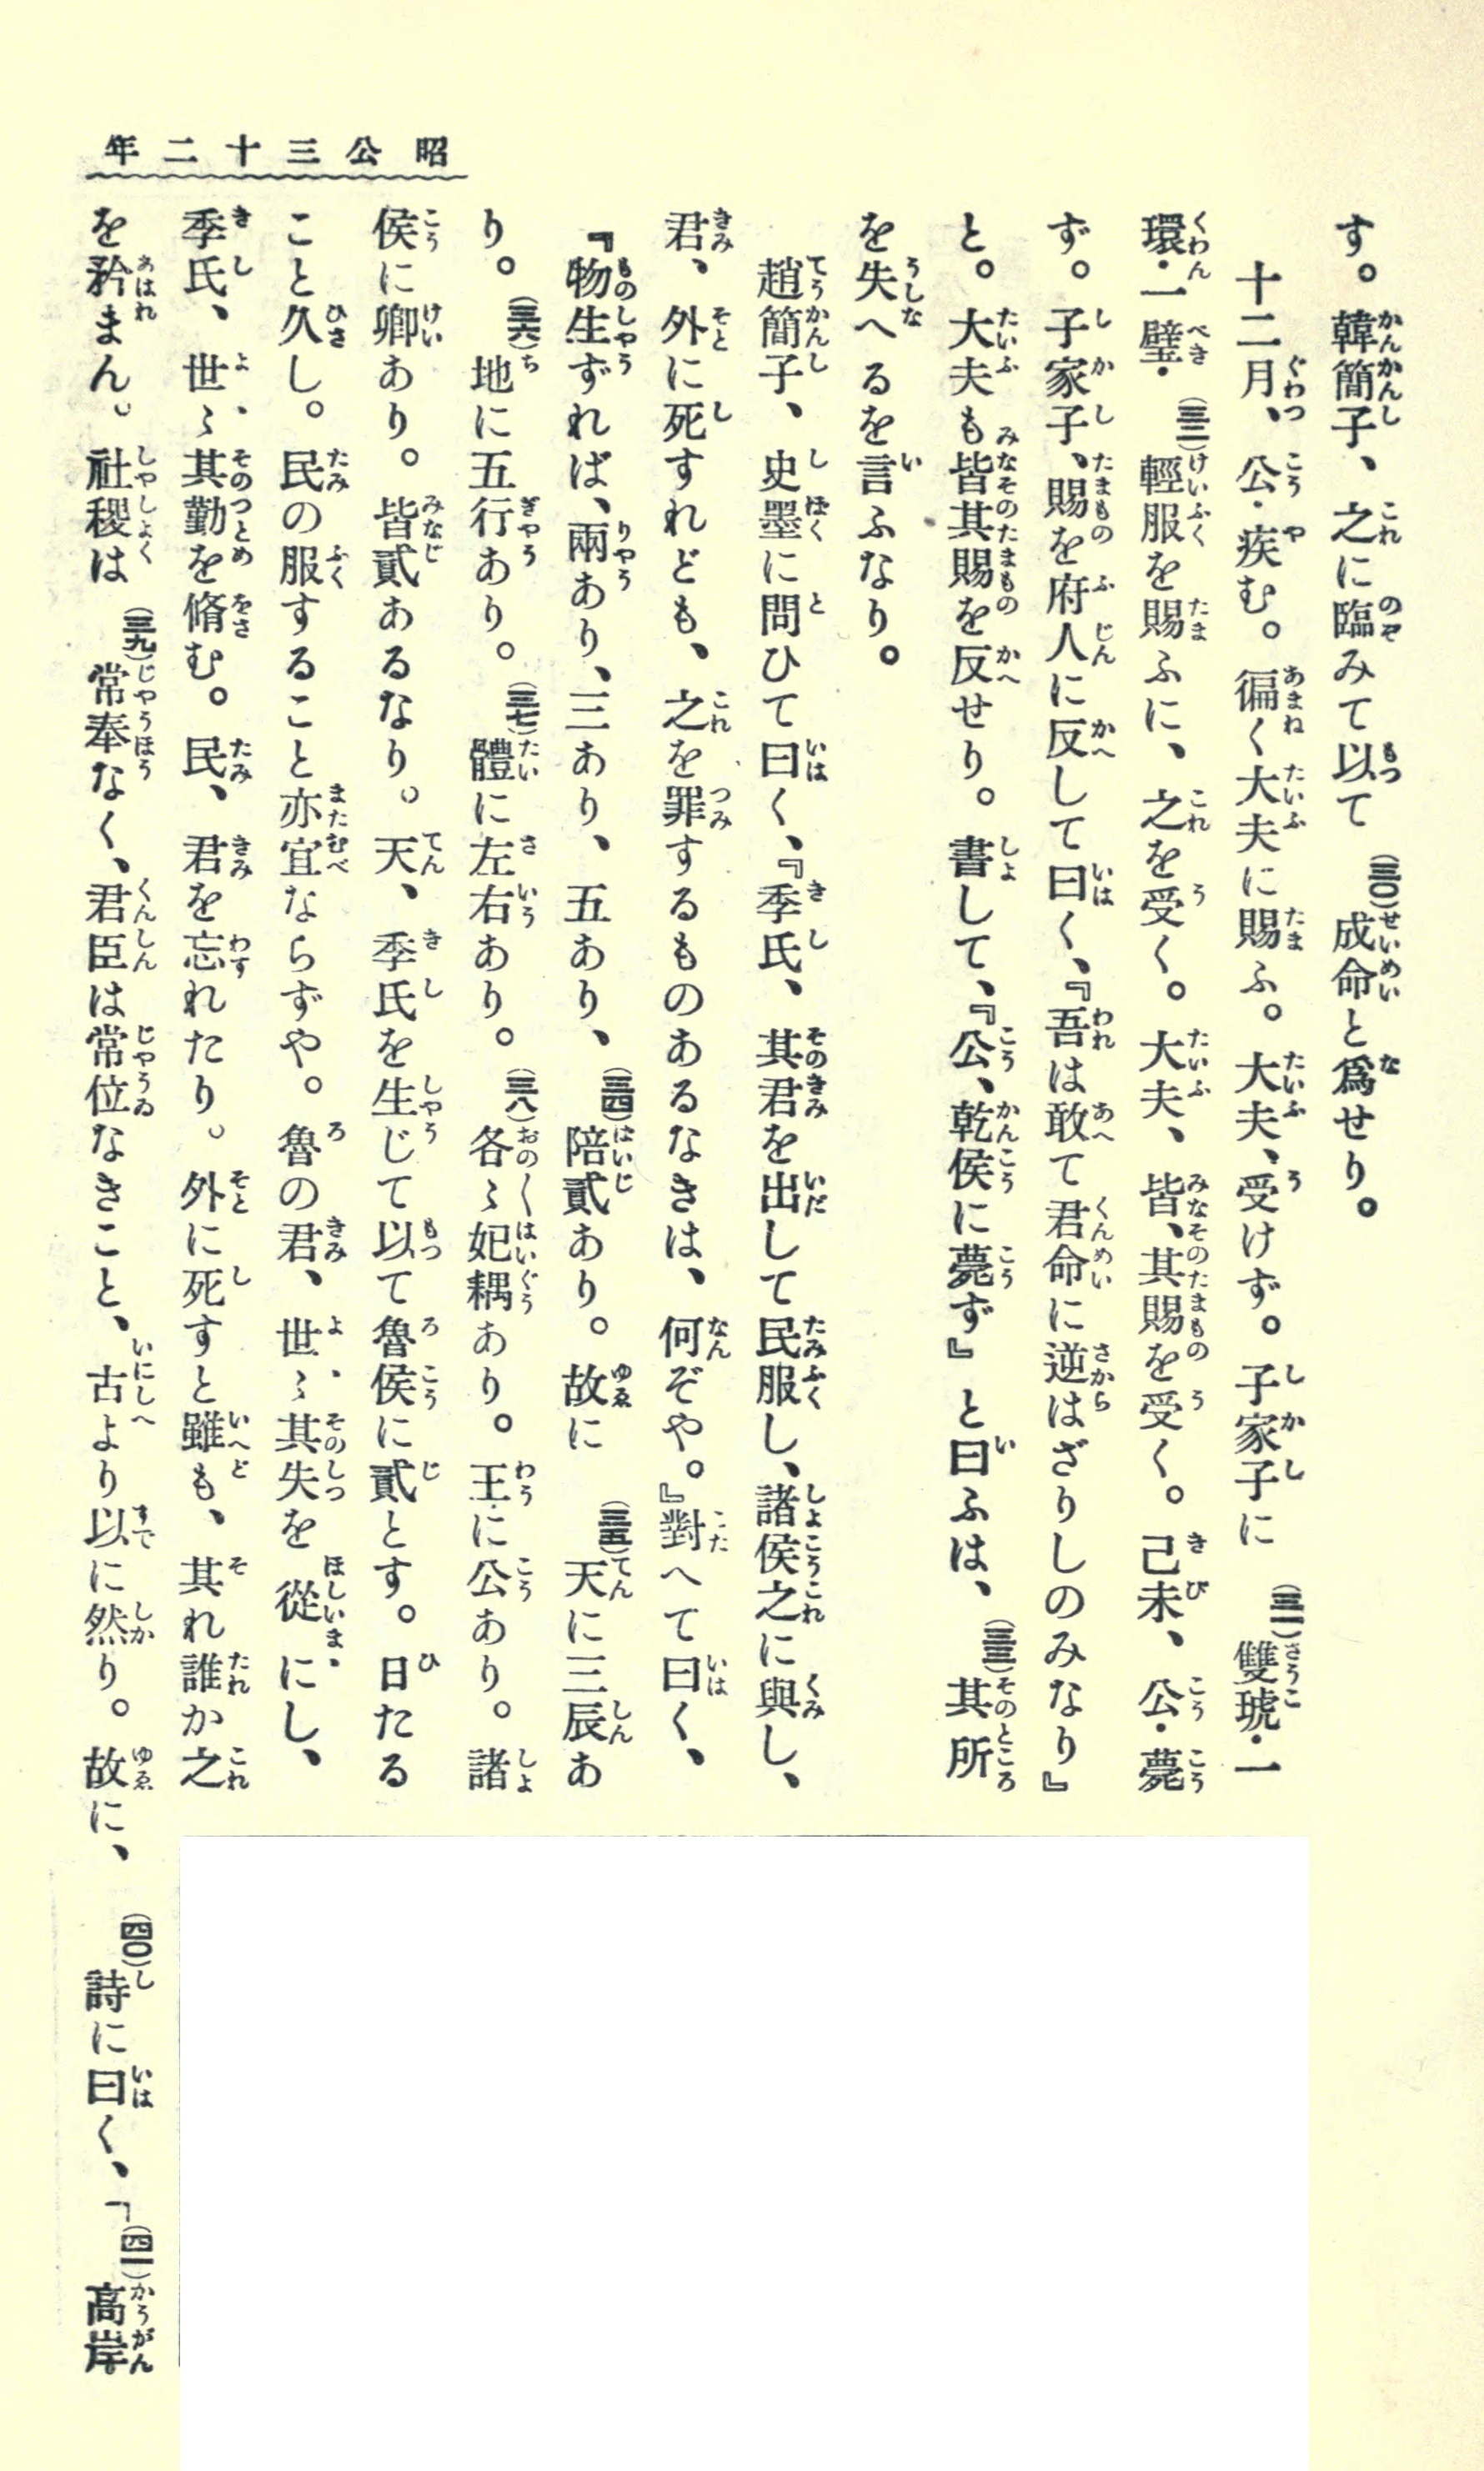 昭公三十二年
す。韓簡子、之に臨みて以て(三〇)成命と爲せり。
十二月、公・疾む。徧く大夫に賜ふ。大夫、受けず。子家子に(三一)雙琥・一
環・一璧・(三二)輕服を賜ふに、之を受く。大夫、皆、其賜を受く。己未、公・薨
ず。子家子、賜を府人に反して曰く、『吾は敢て君命に逆はざりしのみなり』
と。大夫も皆其賜を反せり。書して、『公、乾侯に薨ず』と曰ふは、(三三)其所
を失へるを言ふなり。
趙簡子、史墨に問ひて曰く、『季氏、其君を出して民服し、諸侯之に與し、
君、外に死すれども、之を罪するものあるなきは、何ぞや。』對へて曰く、
『物生ずれば、兩あり、三あり、五あり、(三四)陪貳あり。故に(三五)天に三辰あ
り。(三六)地に五行あり。(三七)體に左右あり。(三八)各〻妃耦あり。王に公あり。諸
侯に卿あり。皆貳あるなり。天、季氏を生じて以て魯侯に貳とす。日たる
こと久し。民の服すること亦宜ならずや。魯の君、世〻其失を從にし、
季氏、世〻其勤を脩む。民、君を忘れたり。外に死すと雖も、其れ誰か之
を矜まん。社稷は(三九)常奉なく、君臣は常位なきこと、古より以に然り。故に、(四〇)詩に曰く、「(四一)高岸